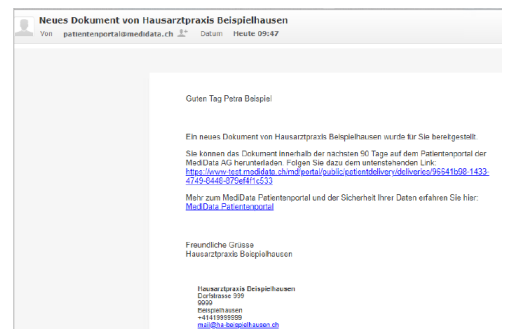 Neues Dokument von Hausarztpraxis Beispielhausen
Von patientenportal@medidata.ch Datum Heute 09:47
Guten Tag Petra Beispiel
Ein neues Dokument von Hausarztpraxis Beispielhausen wurde für Sie bereitgestellt.
Sie können das Dokument innerhalb der nächsten 90 Tage auf dem Patientenportal der
MediData AG herunterladen. Folgen Sie dazu dem untenstehenden Link:
https://www-test.medidata.ch/md/portal/public/patientdelivery/deliveries/96641b98-1433-
4749-8448-879ef4f1c533
Mehr zum MediData Patientenportal und der Sicherheit Ihrer Daten erfahren Sie hier:
MediData Patientenportal
Freundliche Grüsse
Hausarztpraxis Beispielhausen
Hausarztpraxis Beispielhausen
Dorfstrasse 999
9999
Beispielhausen
+41419999999
mail@ha-beispielhausen.ch